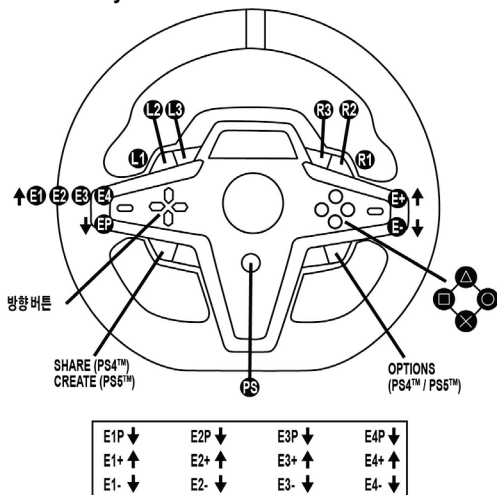 L2 L3 R3 R2
L1 R1
↑ E1 E2 E3 E4 E+ ↑
↓ EP E- ↓
방향 버튼
SHARE (PS4™)
CREATE (PS5™)
PS
OPTIONS
(PS4™ / PS5™)
E1P ↓ E2P ↓ E3P ↓ E4P ↓
E1+ ↑ E2+ ↑ E3+ ↑ E4+ ↑
E1- ↓ E2- ↓ E3- ↓ E4- ↓